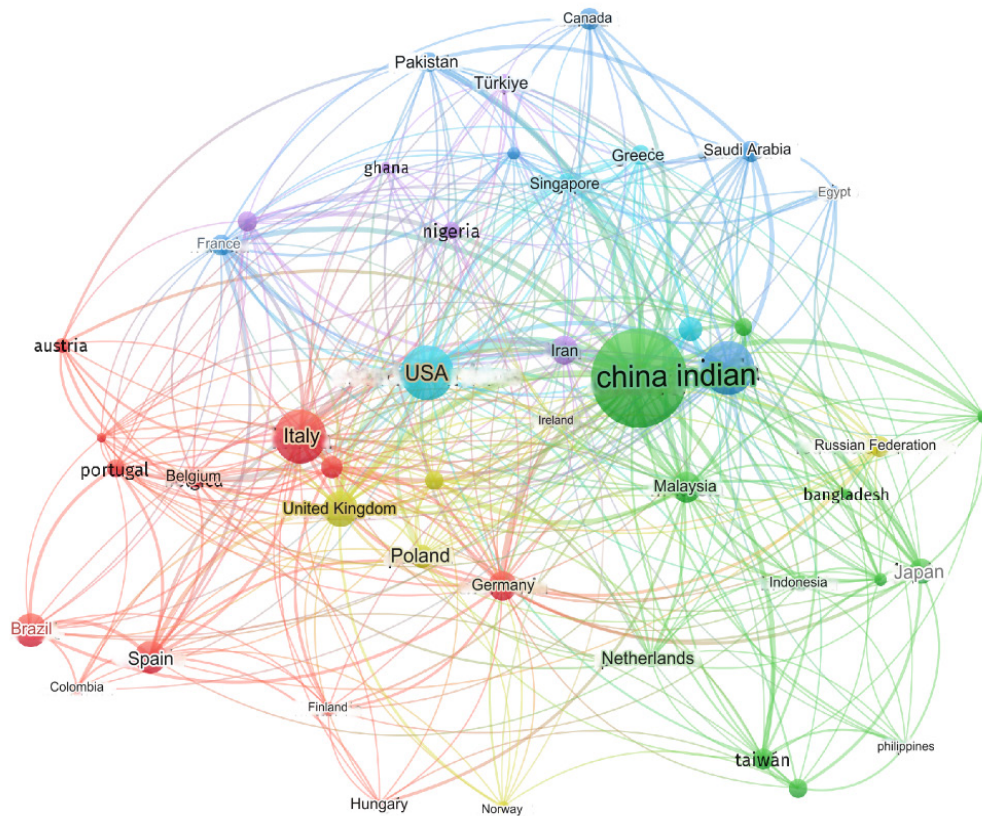 Canada
Pakistan
Türkiye
Saudi Arabia
Greece
ghana
Singapore
Egypt
nigeria
France
austria
Iran
USA
china indian
Ireland
Italy
Russian Federation
portugal
Belgium
Malaysia
bangladesh
United Kingdom
Poland
Germany
Indonesia
Japan
Brazil
Spain
Netherlands
Colombia
Finland
philippines
taiwan
Hungary
Norway